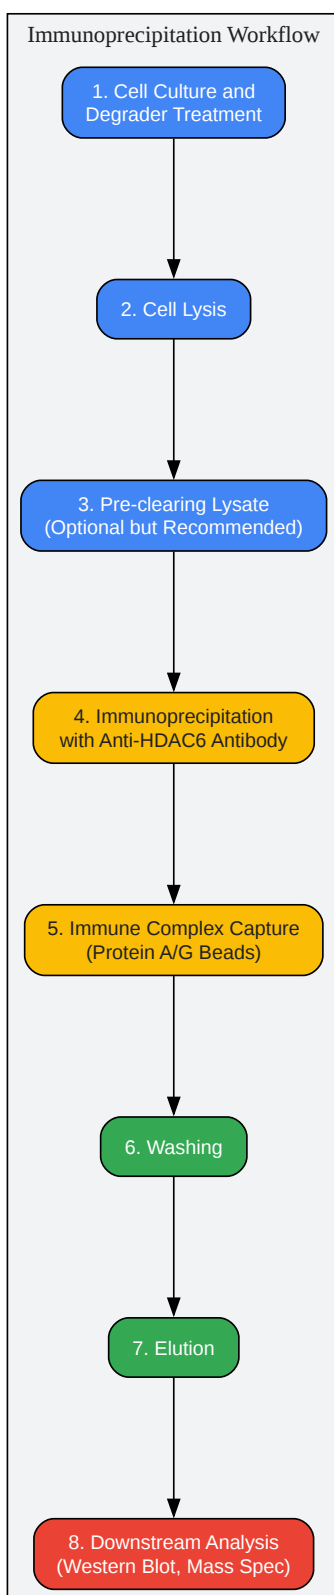 Immunoprecipitation Workflow
1. Cell Culture and
Degrader Treatment
2. Cell Lysis
3. Pre-clearing Lysate
(Optional but Recommended)
4. Immunoprecipitation
with Anti-HDAC6 Antibody
5. Immune Complex Capture
(Protein A/G Beads)
6. Washing
7. Elution
8. Downstream Analysis
(Western Blot, Mass Spec)